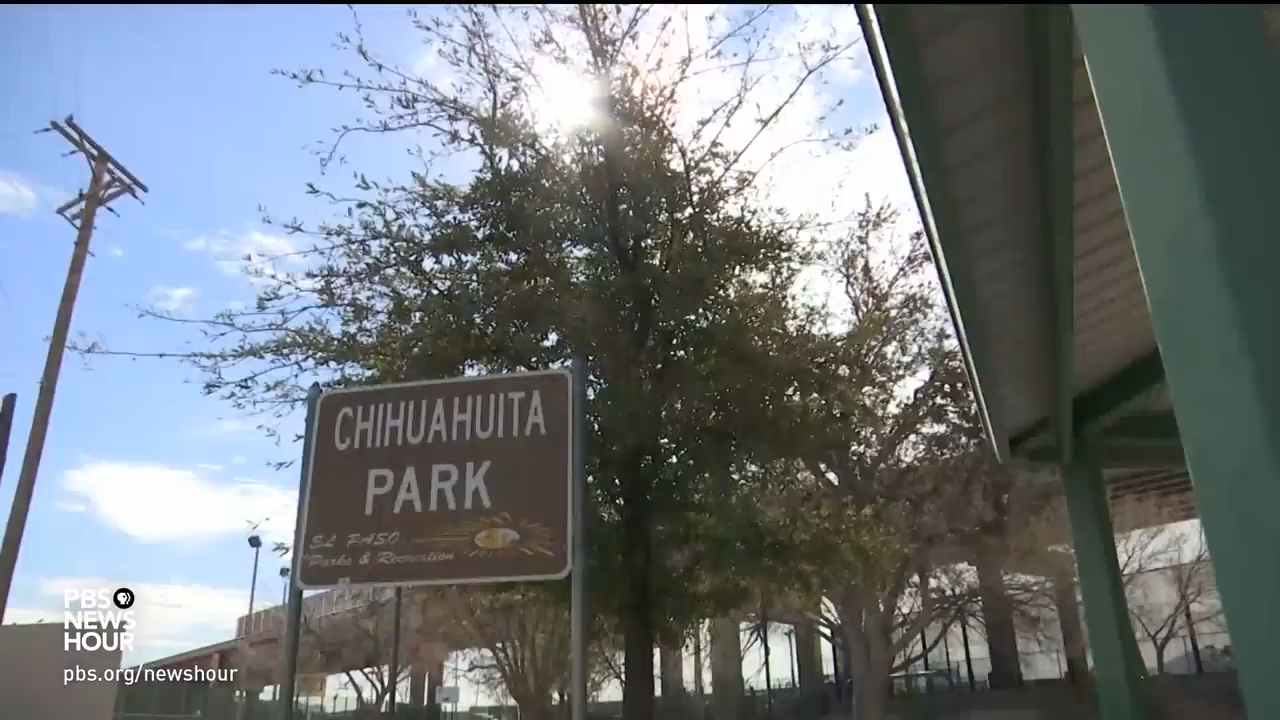 CHIHUAHUITA
PARK
EL PASO
Parks & Recreation
PBS
NEWS
HOUR
pbs.org/newshour